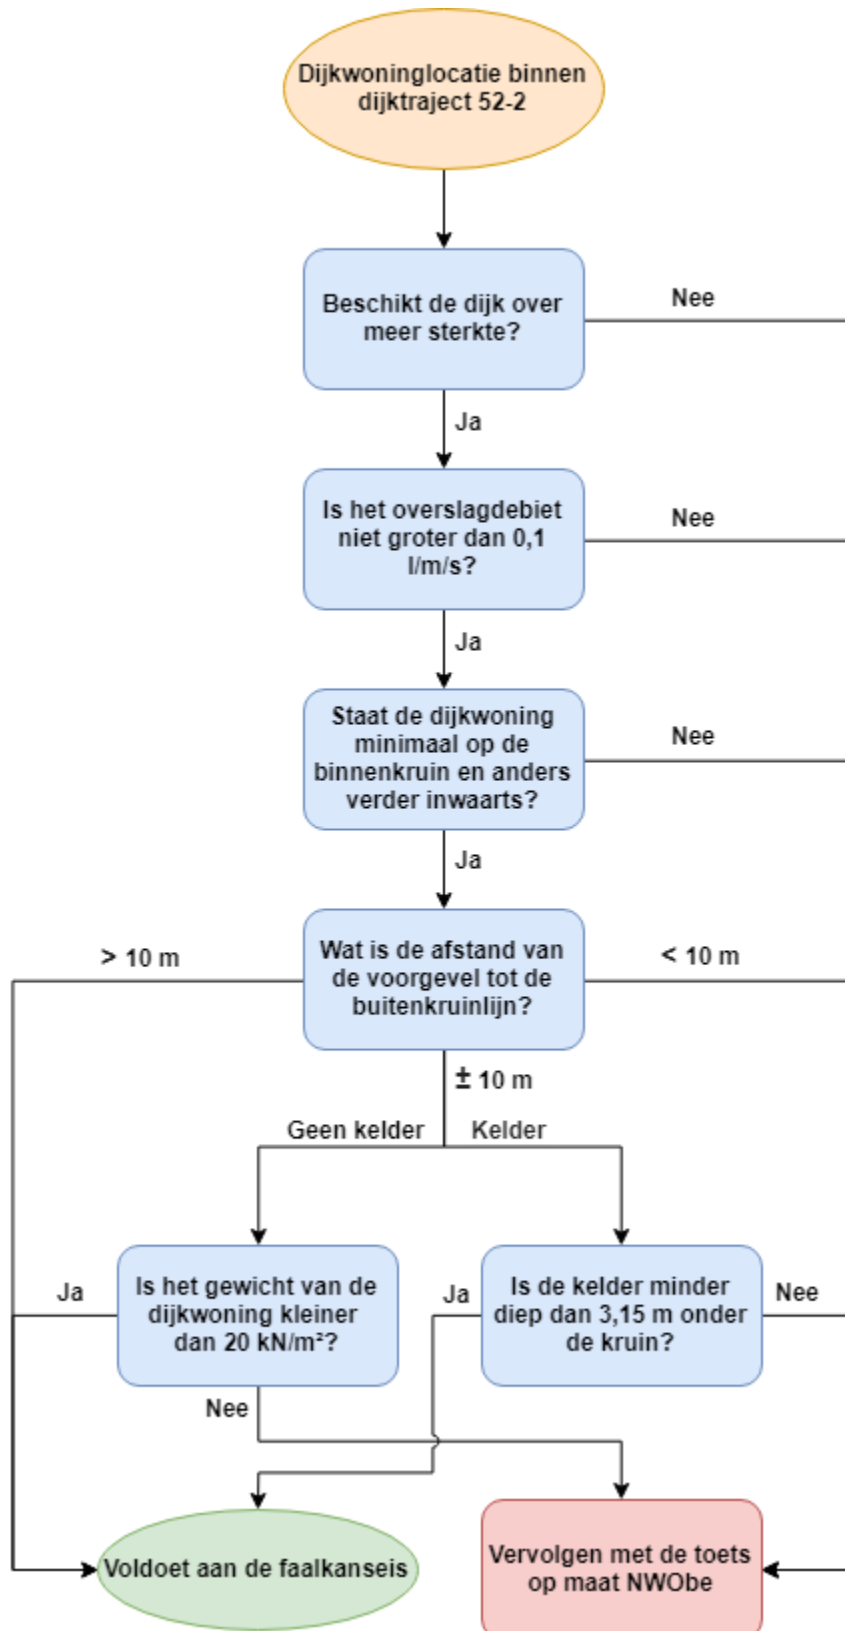 Dijkwoninglocatie binnen
dijktraject 52-2
Beschikt de dijk over
meer sterkte?
Nee
Ja
Is het overslagdebiet
niet groter dan 0,1
l/m/s?
Nee
Ja
Staat de dijkwoning
minimaal op de
binnenkruin en anders
verder inwaarts?
Nee
Ja
Wat is de afstand van
de voorgevel tot de
buitenkruinlijn?
> 10 m
< 10 m
± 10 m
Geen kelder
Kelder
Is het gewicht van de
dijkwoning kleiner
dan 20 kN/m²?
Ja
Nee
Is de kelder minder
diep dan 3,15 m onder
de kruin?
Ja
Nee
Voldoet aan de faalkanseis
Vervolgen met de toets
op maat NWObe